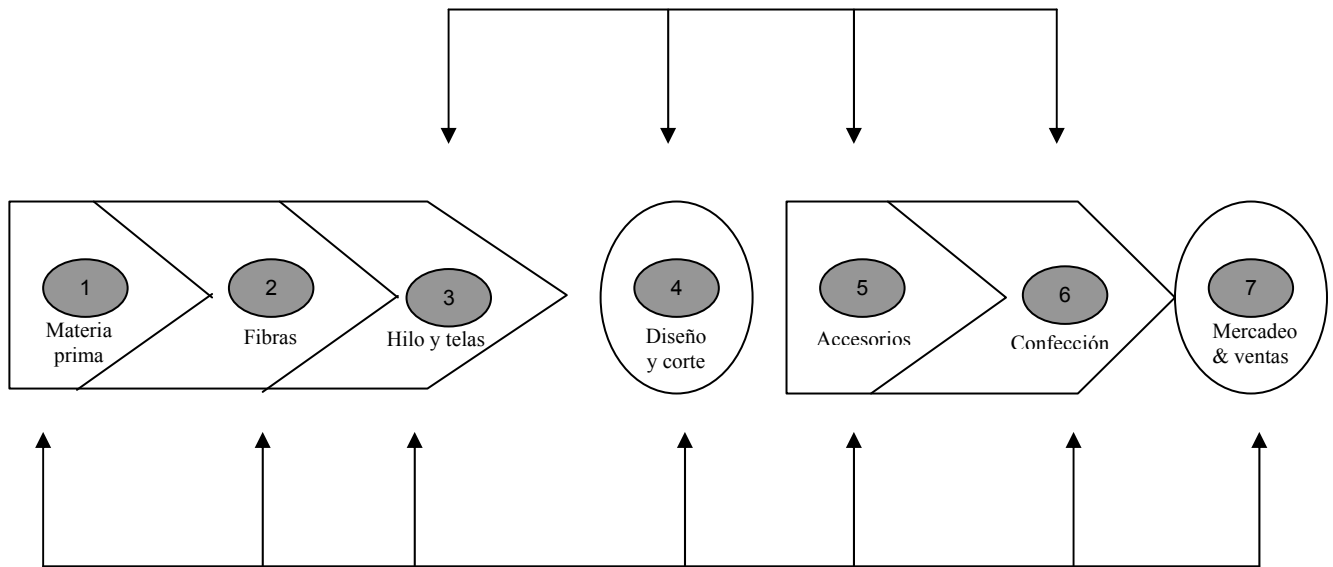 1
Materia
prima
2
Fibras
3
Hilo y telas
4
Diseño
y corte
5
Accesorios
6
Confección
7
Mercadeo
& ventas